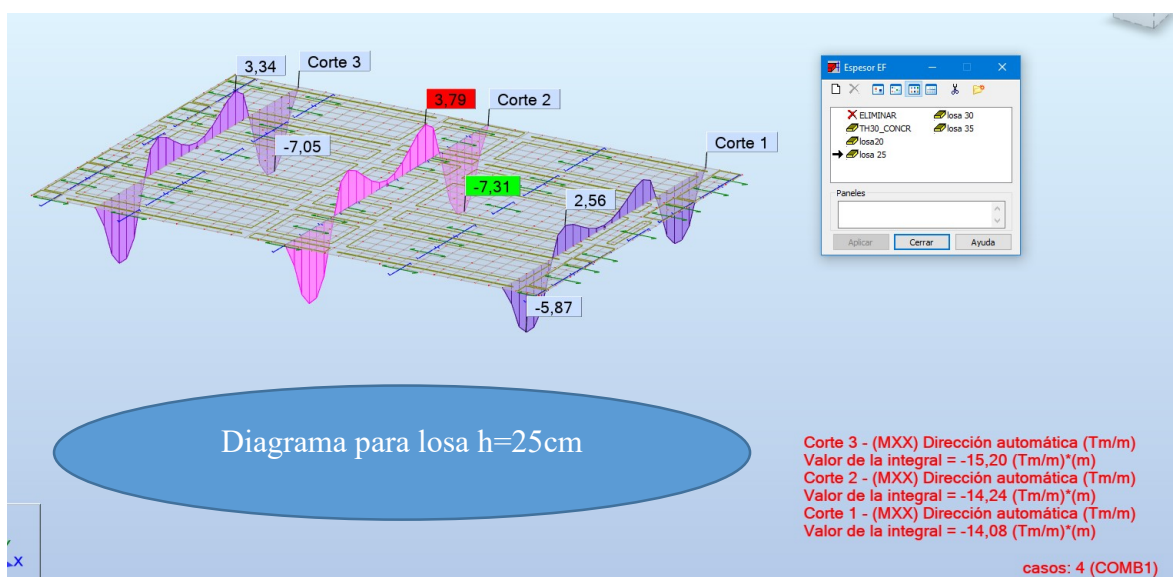 3,34
Corte 3
3,79
Corte 2
-7,05
Corte 1
-7,31
2,56
-5,87
Espesor EF
ELIMINAR
losa 30
TH30_CONCR
losa 35
losa20
losa 25
Paneles
Aplicar
Cerrar
Ayuda
Diagrama para losa h=25cm
Corte 3 - (MXX) Dirección automática (Tm/m)
Valor de la integral = -15,20 (Tm/m)*(m)
Corte 2 - (MXX) Dirección automática (Tm/m)
Valor de la integral = -14,24 (Tm/m)*(m)
Corte 1 - (MXX) Dirección automática (Tm/m)
Valor de la integral = -14,08 (Tm/m)*(m)
X
casos: 4 (COMB1)